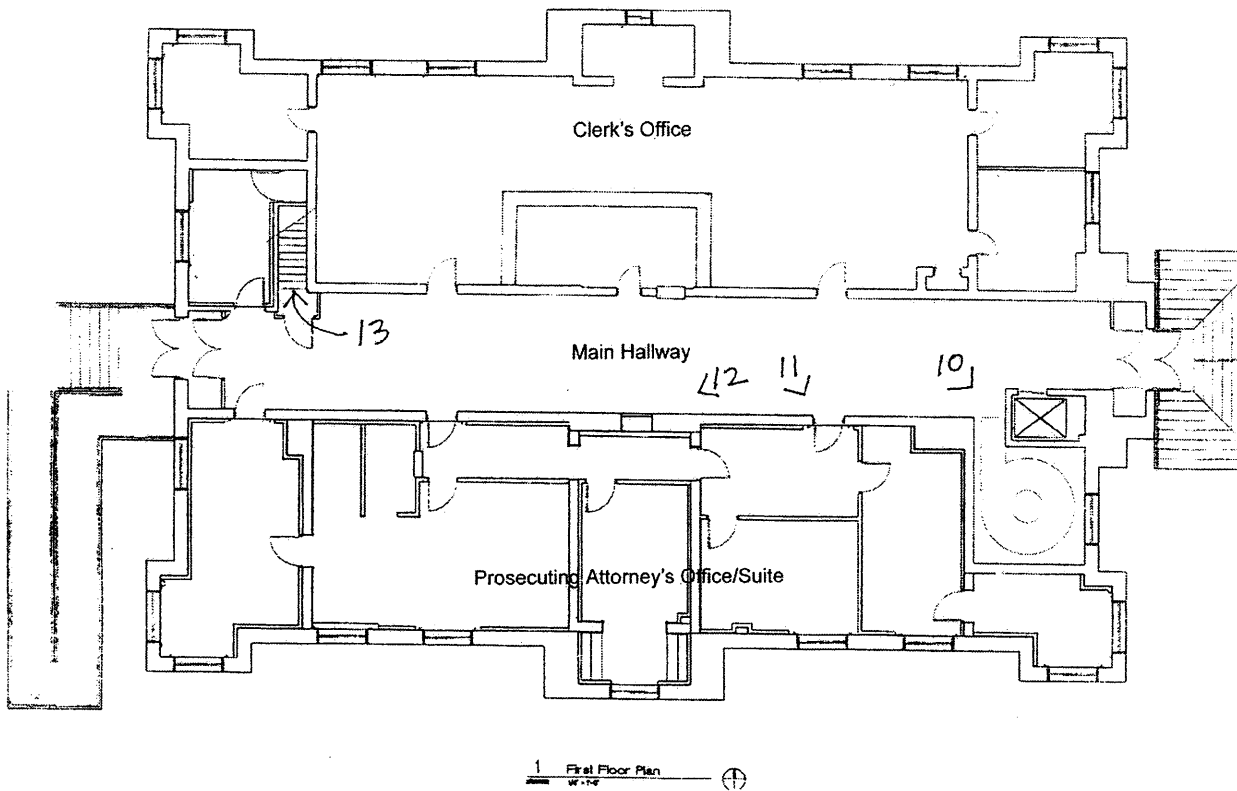 Clerk's Office
13
Main Hallway
12
11
10
Prosecuting Attorney's Office/Suite
1 First Floor Plan